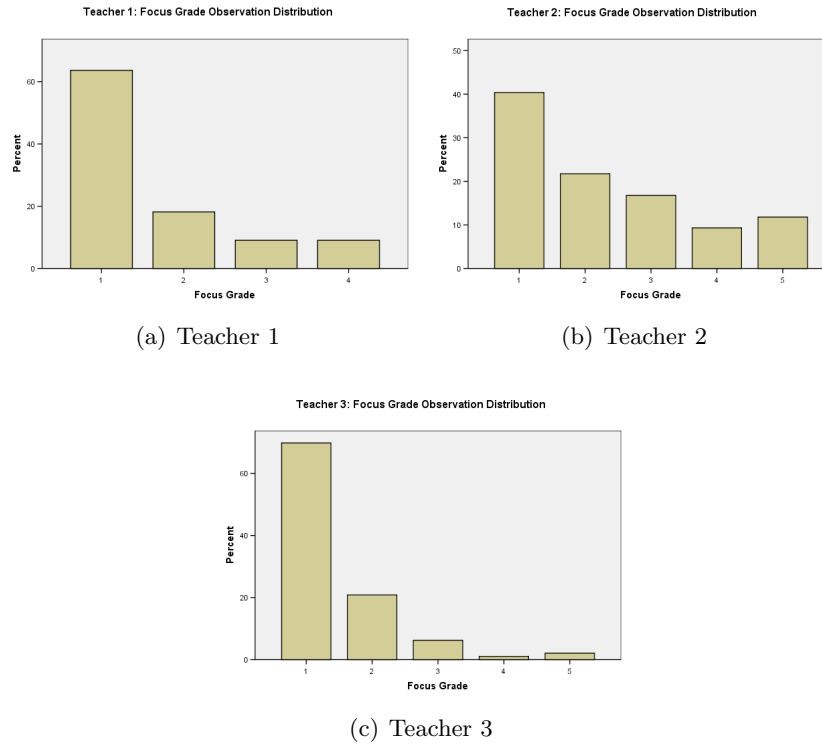 Teacher 1: Focus Grade Observation Distribution
60
40
20
0
Percent
1 2 3 4
Focus Grade
(a) Teacher 1
Teacher 2: Focus Grade Observation Distribution
50
40
30
20
10
0
Percent
1 2 3 4 5
Focus Grade
(b) Teacher 2
Teacher 3: Focus Grade Observation Distribution
60
40
20
0
Percent
1 2 3 4 5
Focus Grade
(c) Teacher 3